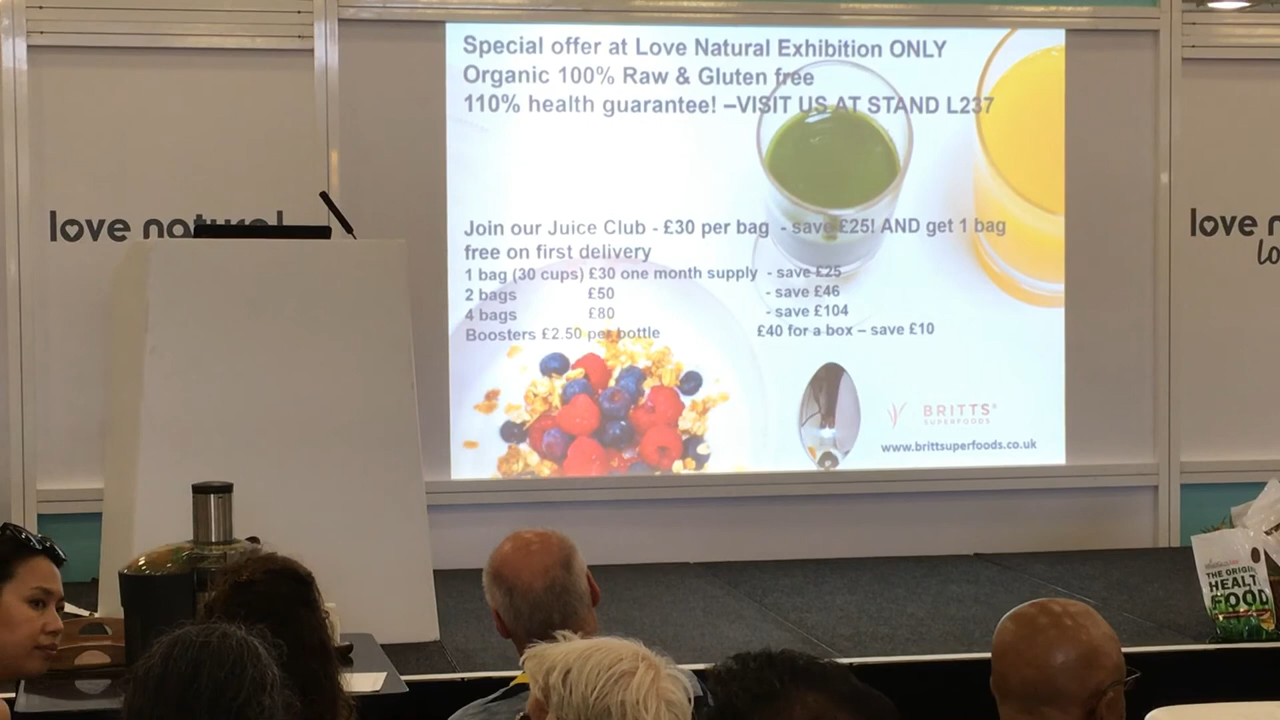 Special offer at Love Natural Exhibition ONLY
Organic 100% Raw & Gluten free
110% health guarantee! –VISIT US AT STAND L237
love natural
love
lo
Join our Juice Club - £30 per bag - save £25! AND get 1 bag
free on first delivery
1 bag (30 cups) £30 one month supply - save £25
2 bags £50 - save £46
4 bags £80 - save £104
Boosters £2.50 per bottle £40 for a box – save £10
BRITTS®
SUPERFOODS
www.brittsuperfoods.co.uk
THE ORIGIN
HEALT
FOOD